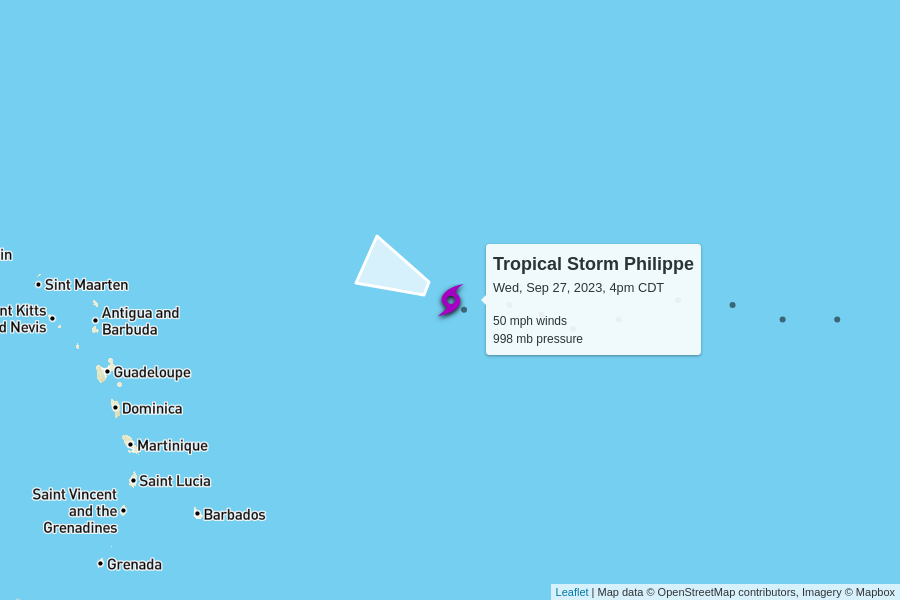 Tropical Storm Philippe
Wed, Sep 27, 2023, 4pm CDT
50 mph winds
998 mb pressure
in
Sint Maarten
nt Kitts
d Nevis
Antigua and
Barbuda
Guadeloupe
Dominica
Martinique
Saint Lucia
Saint Vincent
and the
Grenadines
Barbados
Grenada
Leaflet | Map data © OpenStreetMap contributors, Imagery © Mapbox